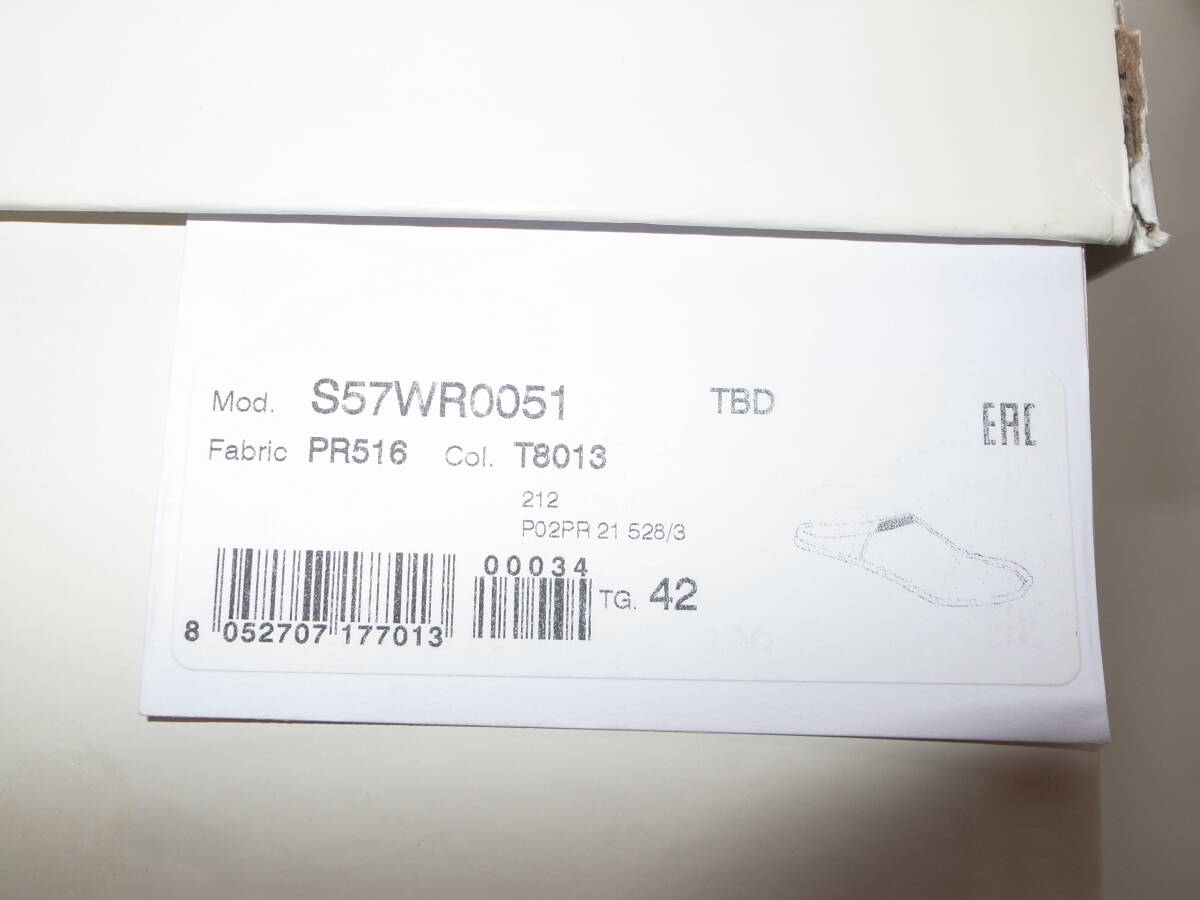 Mod. S57WR0051 TBD
EAC
Fabric PR516 Col. T8013
212
P02PR 21 528/3
00034
TG. 42
8 052707 177013